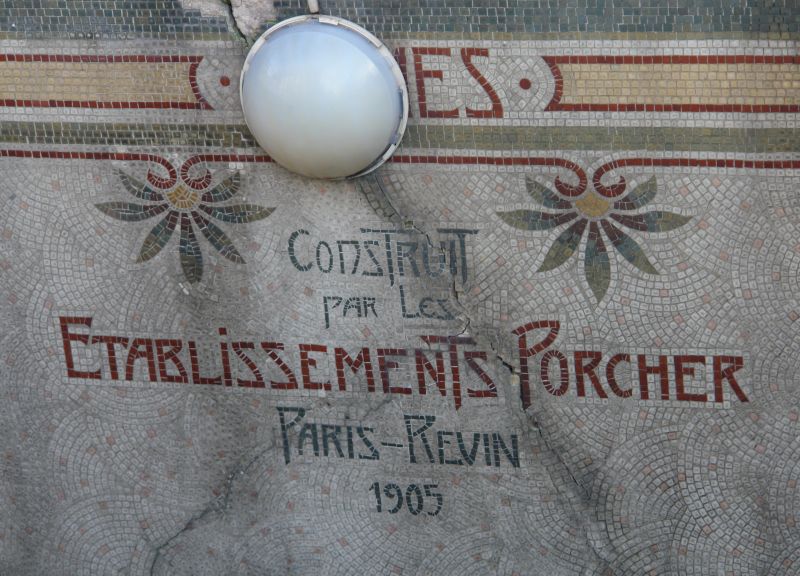 ES
CONSTRUIT
PAR LES
ETABLISSEMENTS PORCHER
PARIS-REVIN
1905